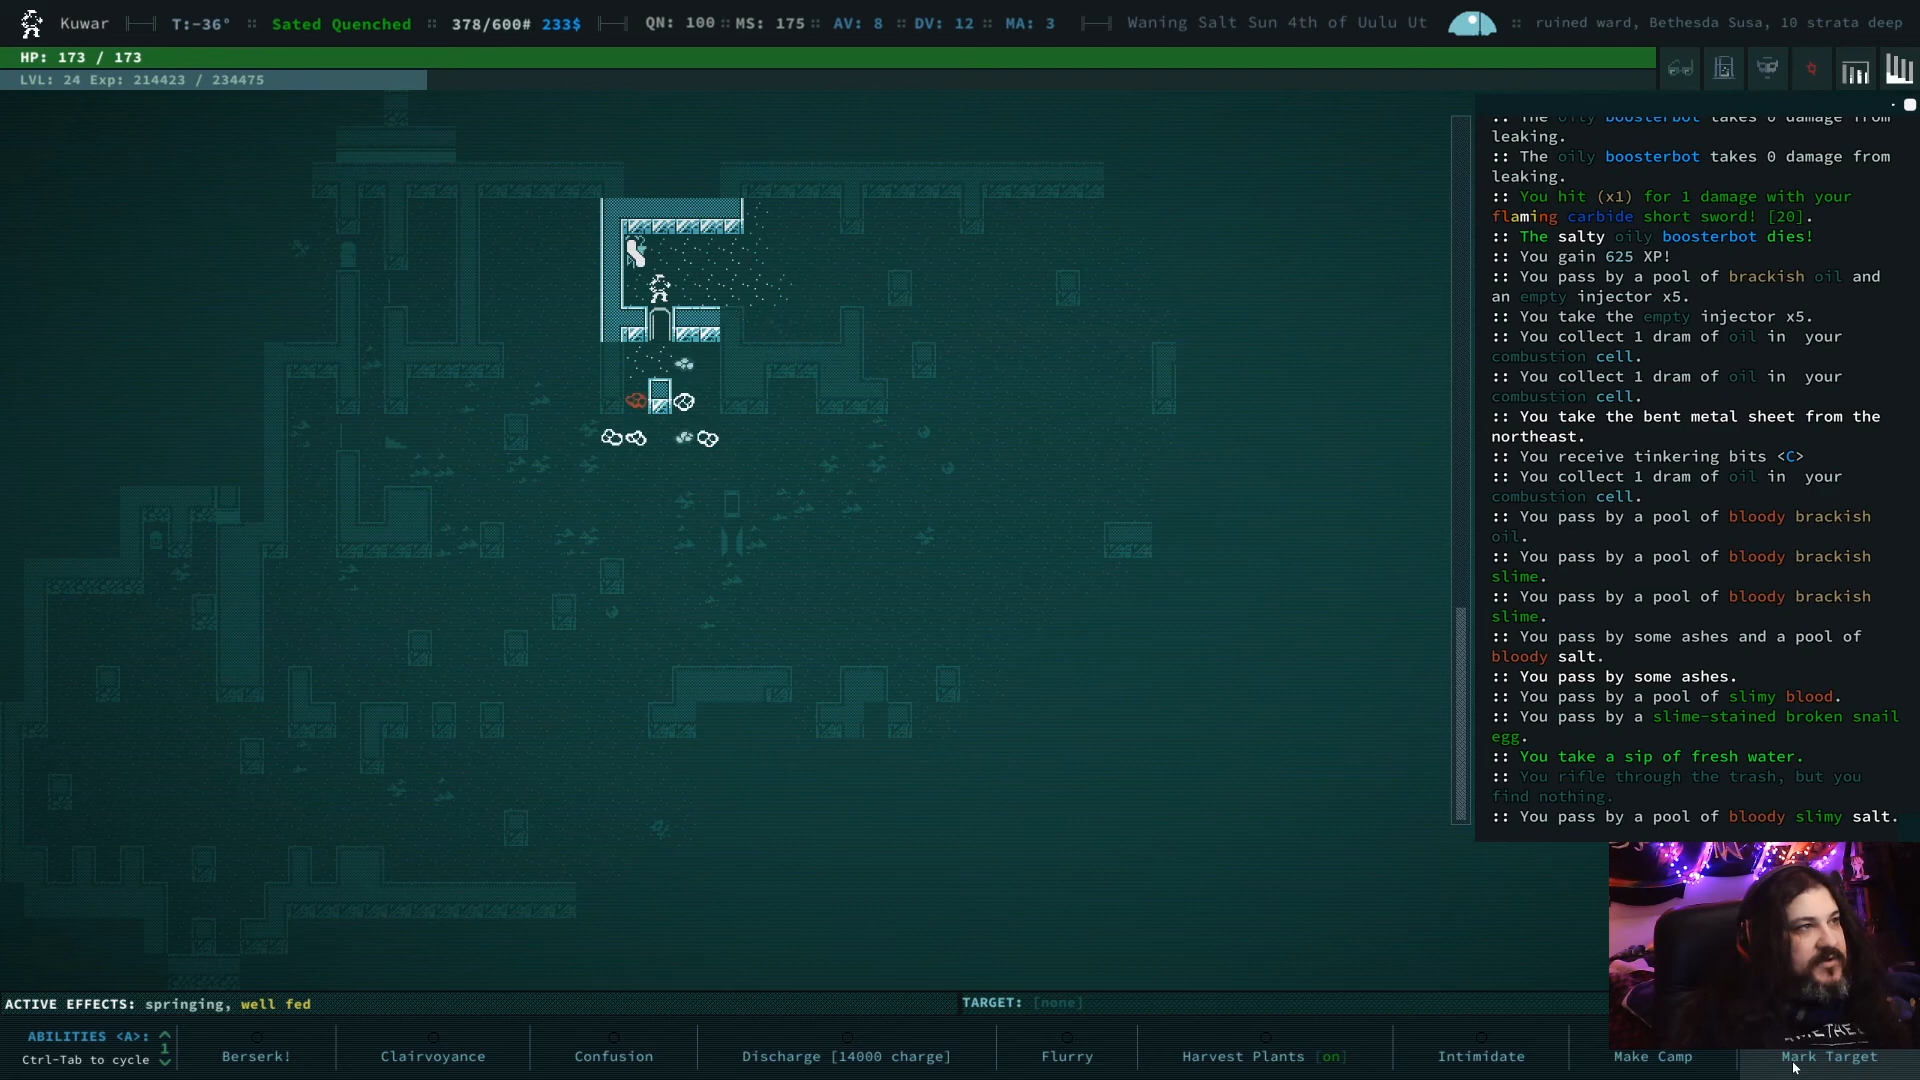 Kuwar T:-36° :: Sated Quenched :: 378/600# 233$ QN: 100 :: MS: 175 :: AV: 8 :: DV: 12 :: MA: 3 Waning Salt Sun 4th of Uulu Ut :: ruined ward, Bethesda Susa, 10 strata deep
HP: 173 / 173
LVL: 24 Exp: 214423 / 234475
:: The oily boosterbot takes 0 damage from
leaking.
:: The oily boosterbot takes 0 damage from
leaking.
:: You hit (x1) for 1 damage with your
flaming carbide short sword! [20].
:: The salty oily boosterbot dies!
:: You gain 625 XP!
:: You pass by a pool of brackish oil and
an empty injector x5.
:: You take the empty injector x5.
:: You collect 1 dram of oil in your
combustion cell.
:: You collect 1 dram of oil in your
combustion cell.
:: You take the bent metal sheet from the
northeast.
:: You receive tinkering bits <C>
:: You collect 1 dram of oil in your
combustion cell.
:: You pass by a pool of bloody brackish
oil.
:: You pass by a pool of bloody brackish
slime.
:: You pass by a pool of bloody brackish
slime.
:: You pass by some ashes and a pool of
bloody salt.
:: You pass by some ashes.
:: You pass by a pool of slimy blood.
:: You pass by a slime-stained broken snail
egg.
:: You take a sip of fresh water.
:: You rifle through the trash, but you
find nothing.
:: You pass by a pool of bloody slimy salt.
ACTIVE EFFECTS: springing, well fed
TARGET: [none]
ABILITIES <A>:
Ctrl-Tab to cycle
1
Berserk!
Clairvoyance
Confusion
Discharge [14000 charge]
Flurry
Harvest Plants [on]
Intimidate
Make Camp
Mark Target